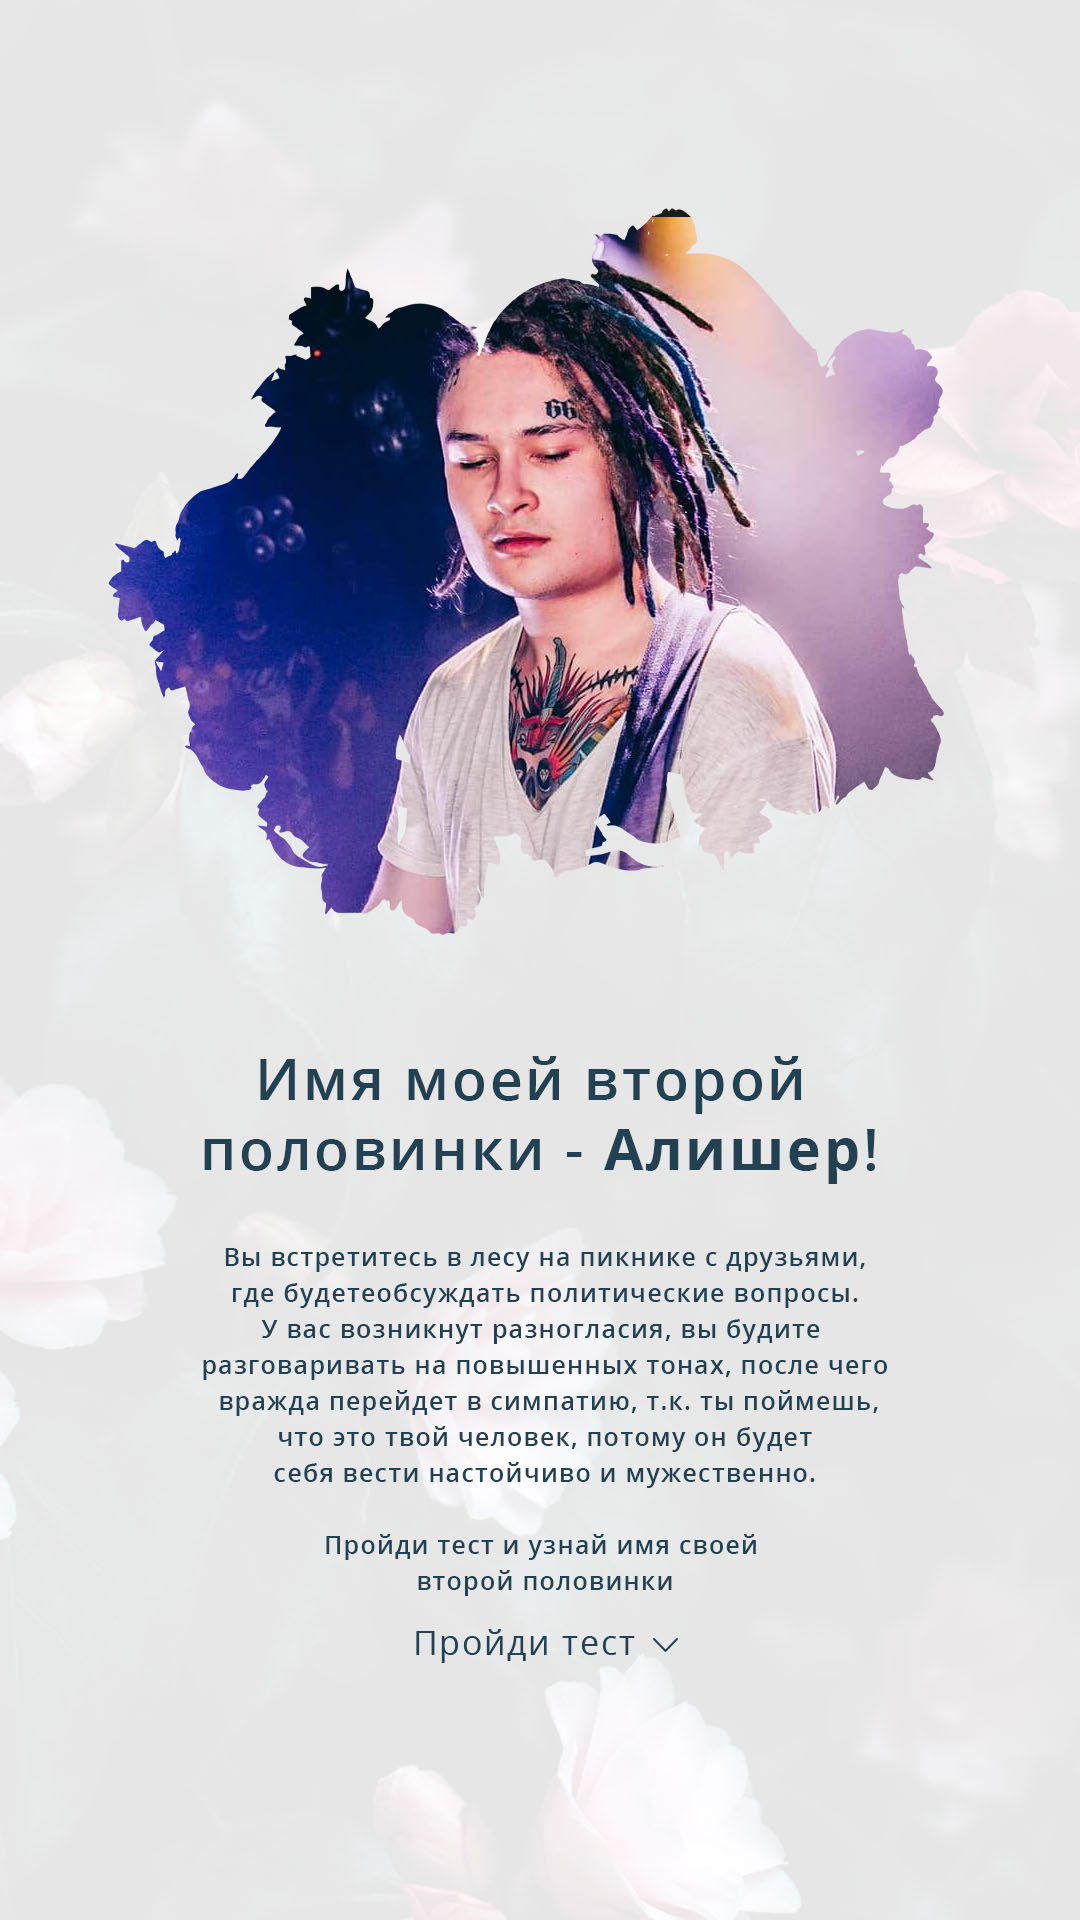 66
Имя моей второй
половинки - Алишер!
Вы встретитесь в лесу на пикнике с друзьями,
где будетеобсуждать политические вопросы.
У вас возникнут разногласия, вы будите
разговаривать на повышенных тонах, после чего
вражда перейдет в симпатию, т.к. ты поймешь,
что это твой человек, потому он будет
себя вести настойчиво и мужественно.
Пройди тест и узнай имя своей
второй половинки
Пройди тест